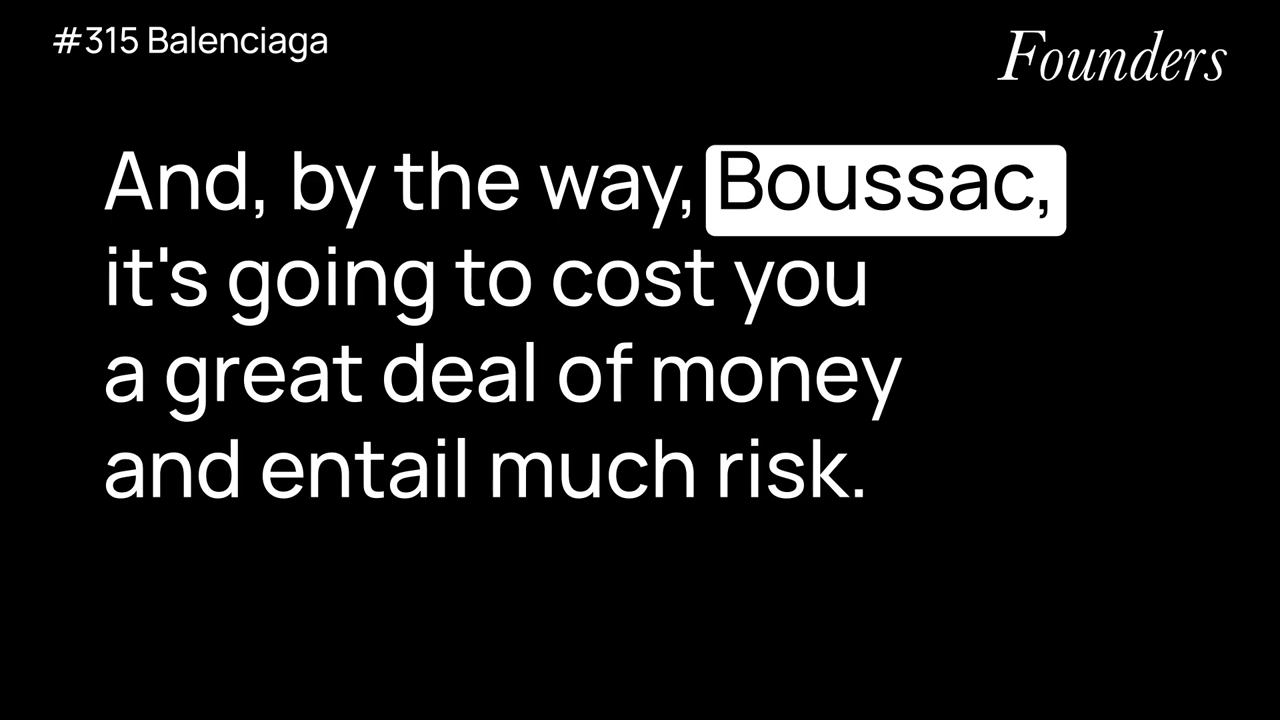 #315 Balenciaga
Founders
And, by the way, Boussac,
it's going to cost you
a great deal of money
and entail much risk.